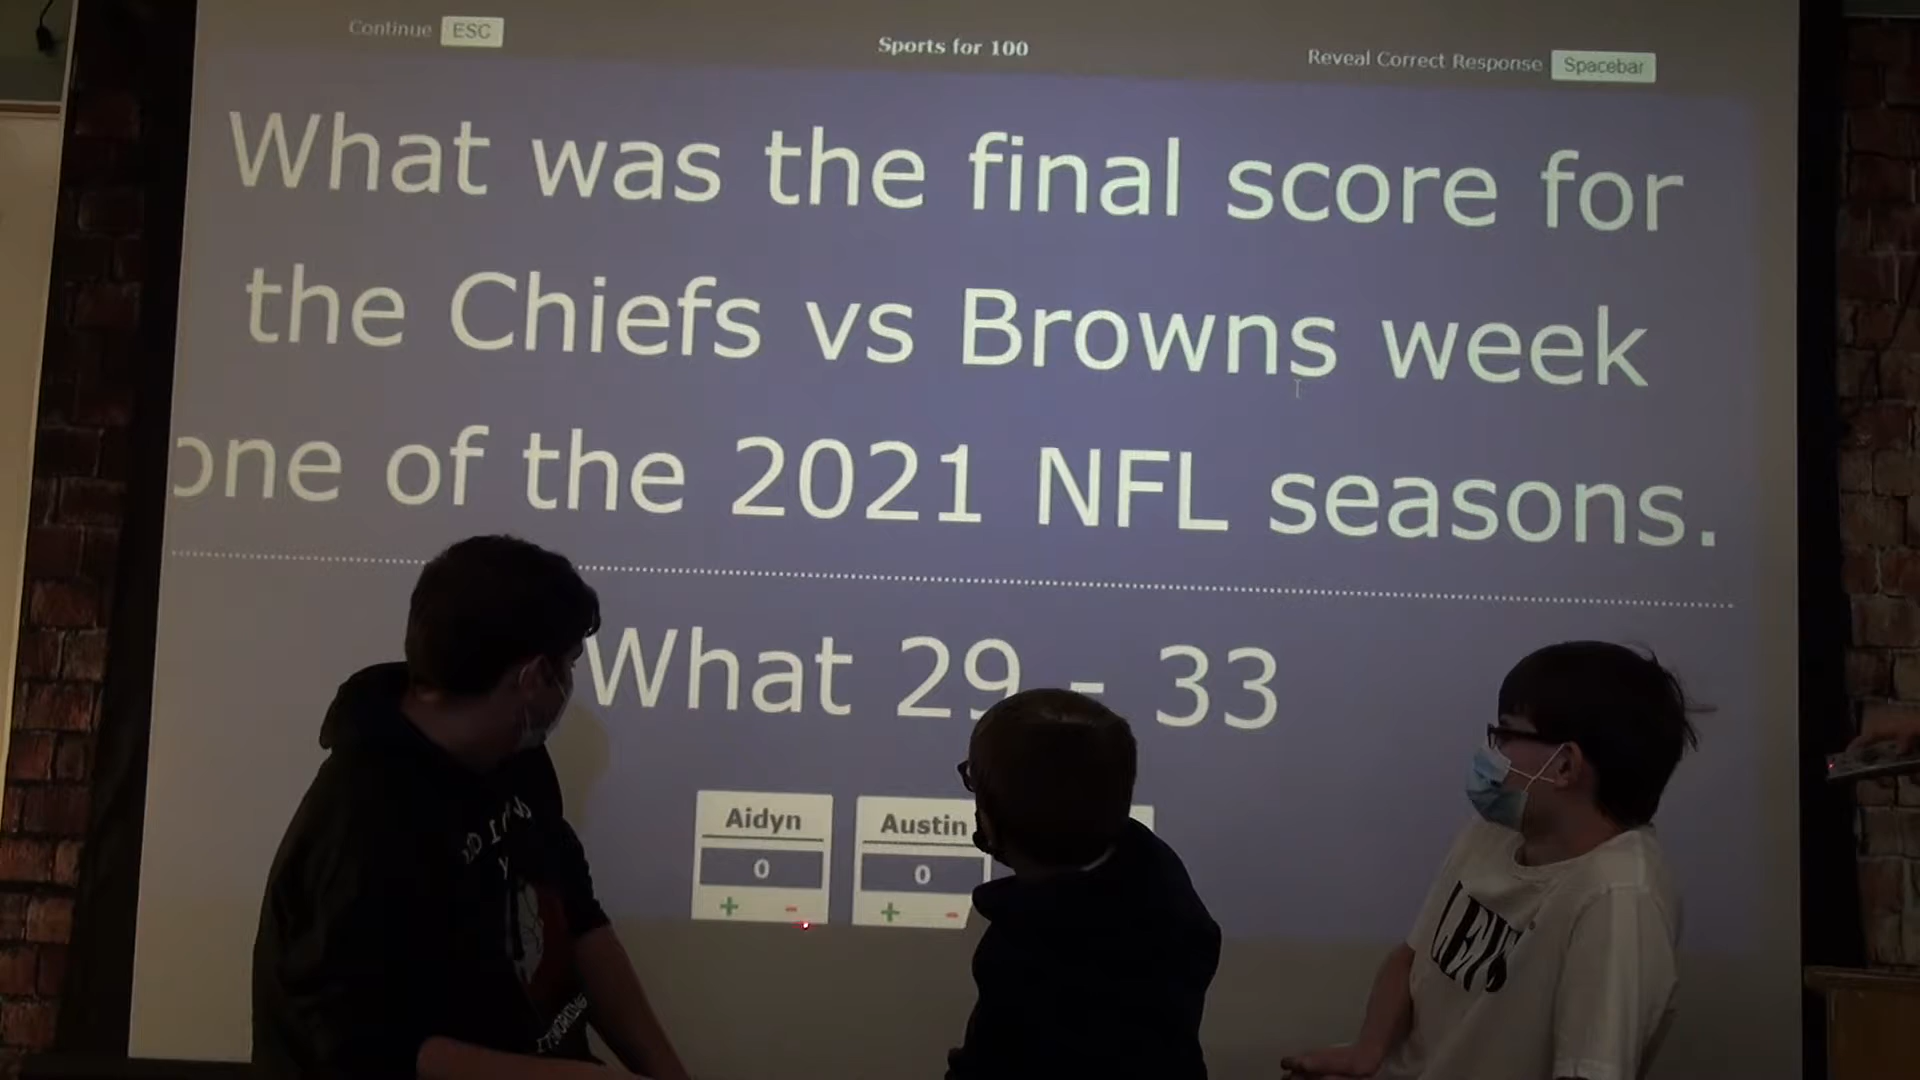 Continue ESC
Sports for 100
Reveal Correct Response Spacebar
What was the final score for
the Chiefs vs Browns week
one of the 2021 NFL seasons.
What 29 - 33
Aidyn
Austin
0
0
+ -
+ -